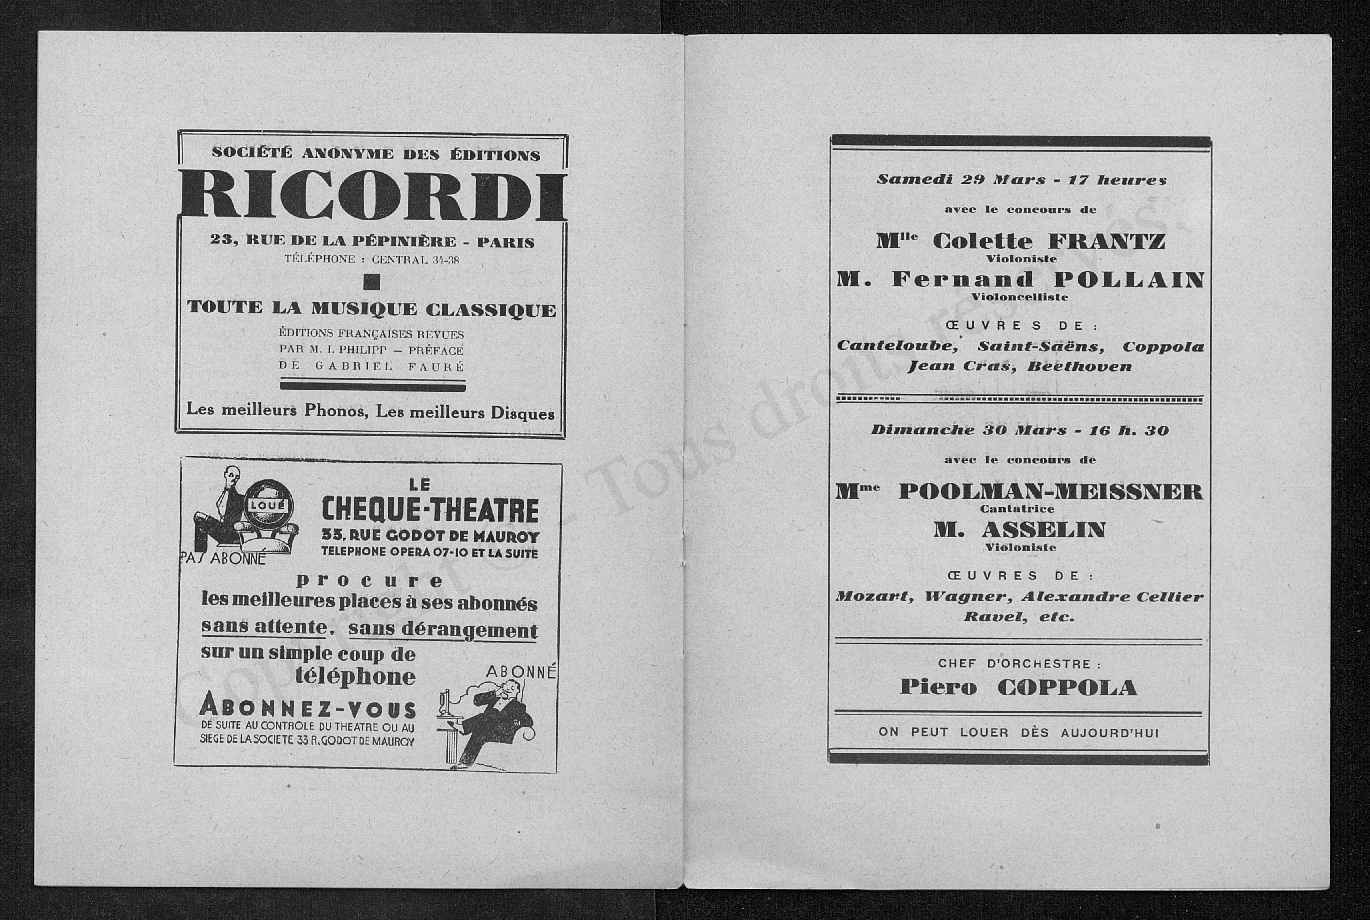 SOCIÉTÉ ANONYME DES ÉDITIONS
RICORDI
23, RUE DE LA PÉPINIÈRE - PARIS
TÉLÉPHONE : CENTRAL 34-38
TOUTE LA MUSIQUE CLASSIQUE
ÉDITIONS FRANÇAISES REVUES
PAR M. I. PHILIPP — PRÉFACE
DE GABRIEL FAURÉ
Les meilleurs Phonos, Les meilleurs Disques
LOUÉ
PAS ABONNÉ
LE
CHEQUE-THEATRE
33, RUE GODOT DE MAUROY
TELEPHONE OPERA 07-10 ET LA SUITE
procure
les meilleures places à ses abonnés
sans attente, sans dérangement
sur un simple coup de
téléphone
ABONNÉ
ABONNEZ-VOUS
DE SUITE AU CONTROLE DU THEATRE OU AU
SIEGE DE LA SOCIETE 33 R. GODOT DE MAUROY
Samedi 29 Mars - 17 heures
avec le concours de
Mlle Colette FRANTZ
Violoniste
M. Fernand POLLAIN
Violoncelliste
ŒUVRES DE :
Canteloube, Saint-Saëns, Coppola
Jean Cras, Beethoven
Dimanche 30 Mars - 16 h. 30
avec le concours de
Mme POOLMAN-MEISSNER
Cantatrice
M. ASSELIN
Violoniste
ŒUVRES DE :
Mozart, Wagner, Alexandre Cellier
Ravel, etc.
CHEF D'ORCHESTRE :
Piero COPPOLA
ON PEUT LOUER DÈS AUJOURD'HUI
Copyright © - Tous droits réservés.